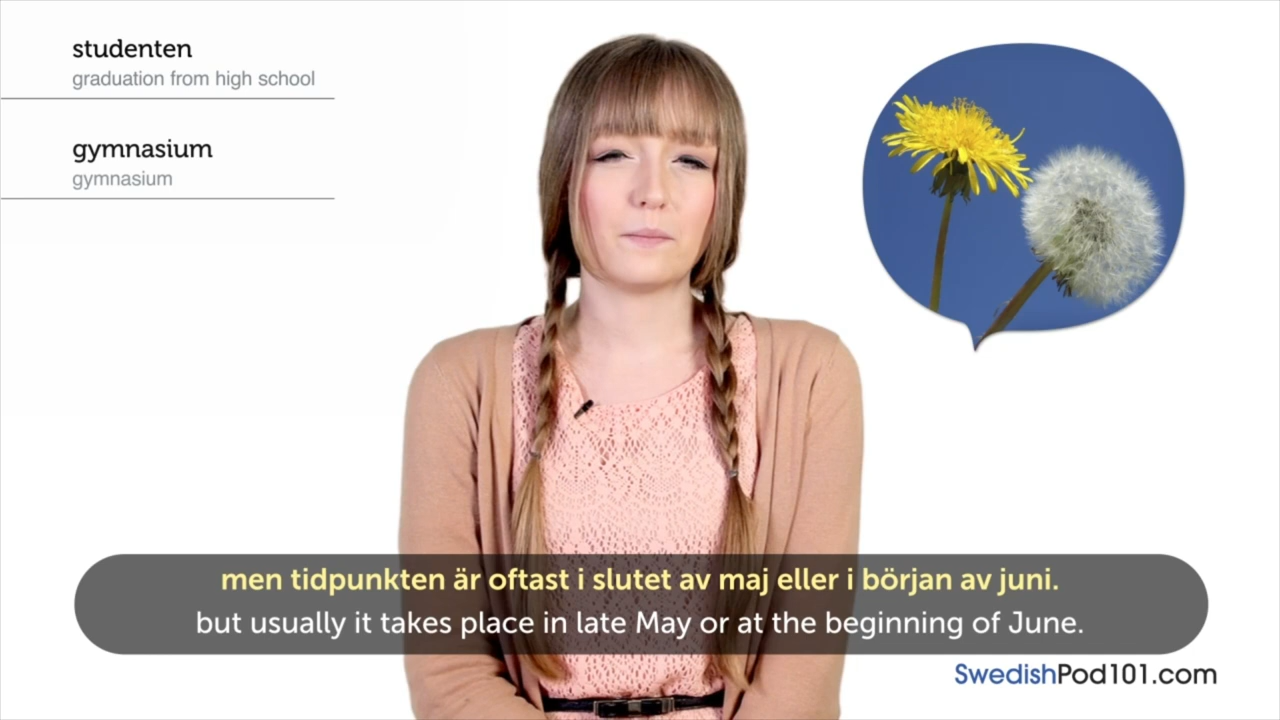 studenten
graduation from high school
gymnasium
gymnasium
men tidpunkten är oftast i slutet av maj eller i början av juni.
but usually it takes place in late May or at the beginning of June.
SwedishPod101.com